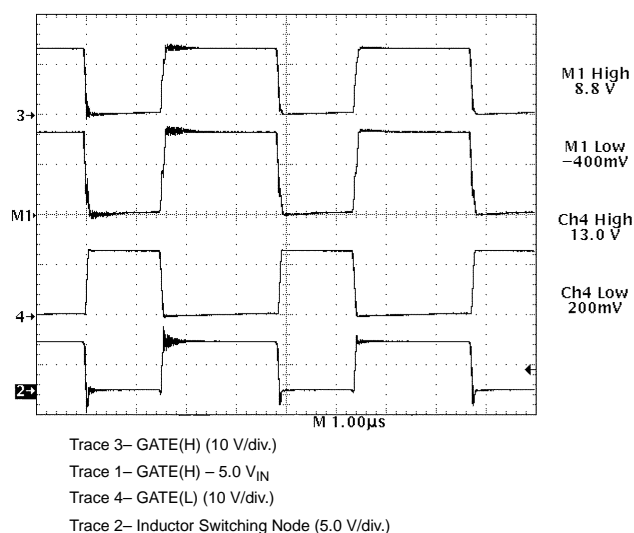 3→
M1→
4→
2→
M1 High
8.8 V
M1 Low
−400mV
Ch4 High
13.0 V
Ch4 Low
200mV
M 1.00µs
Trace 3– GATE(H) (10 V/div.)
Trace 1– GATE(H) – 5.0 VIN
Trace 4– GATE(L) (10 V/div.)
Trace 2– Inductor Switching Node (5.0 V/div.)